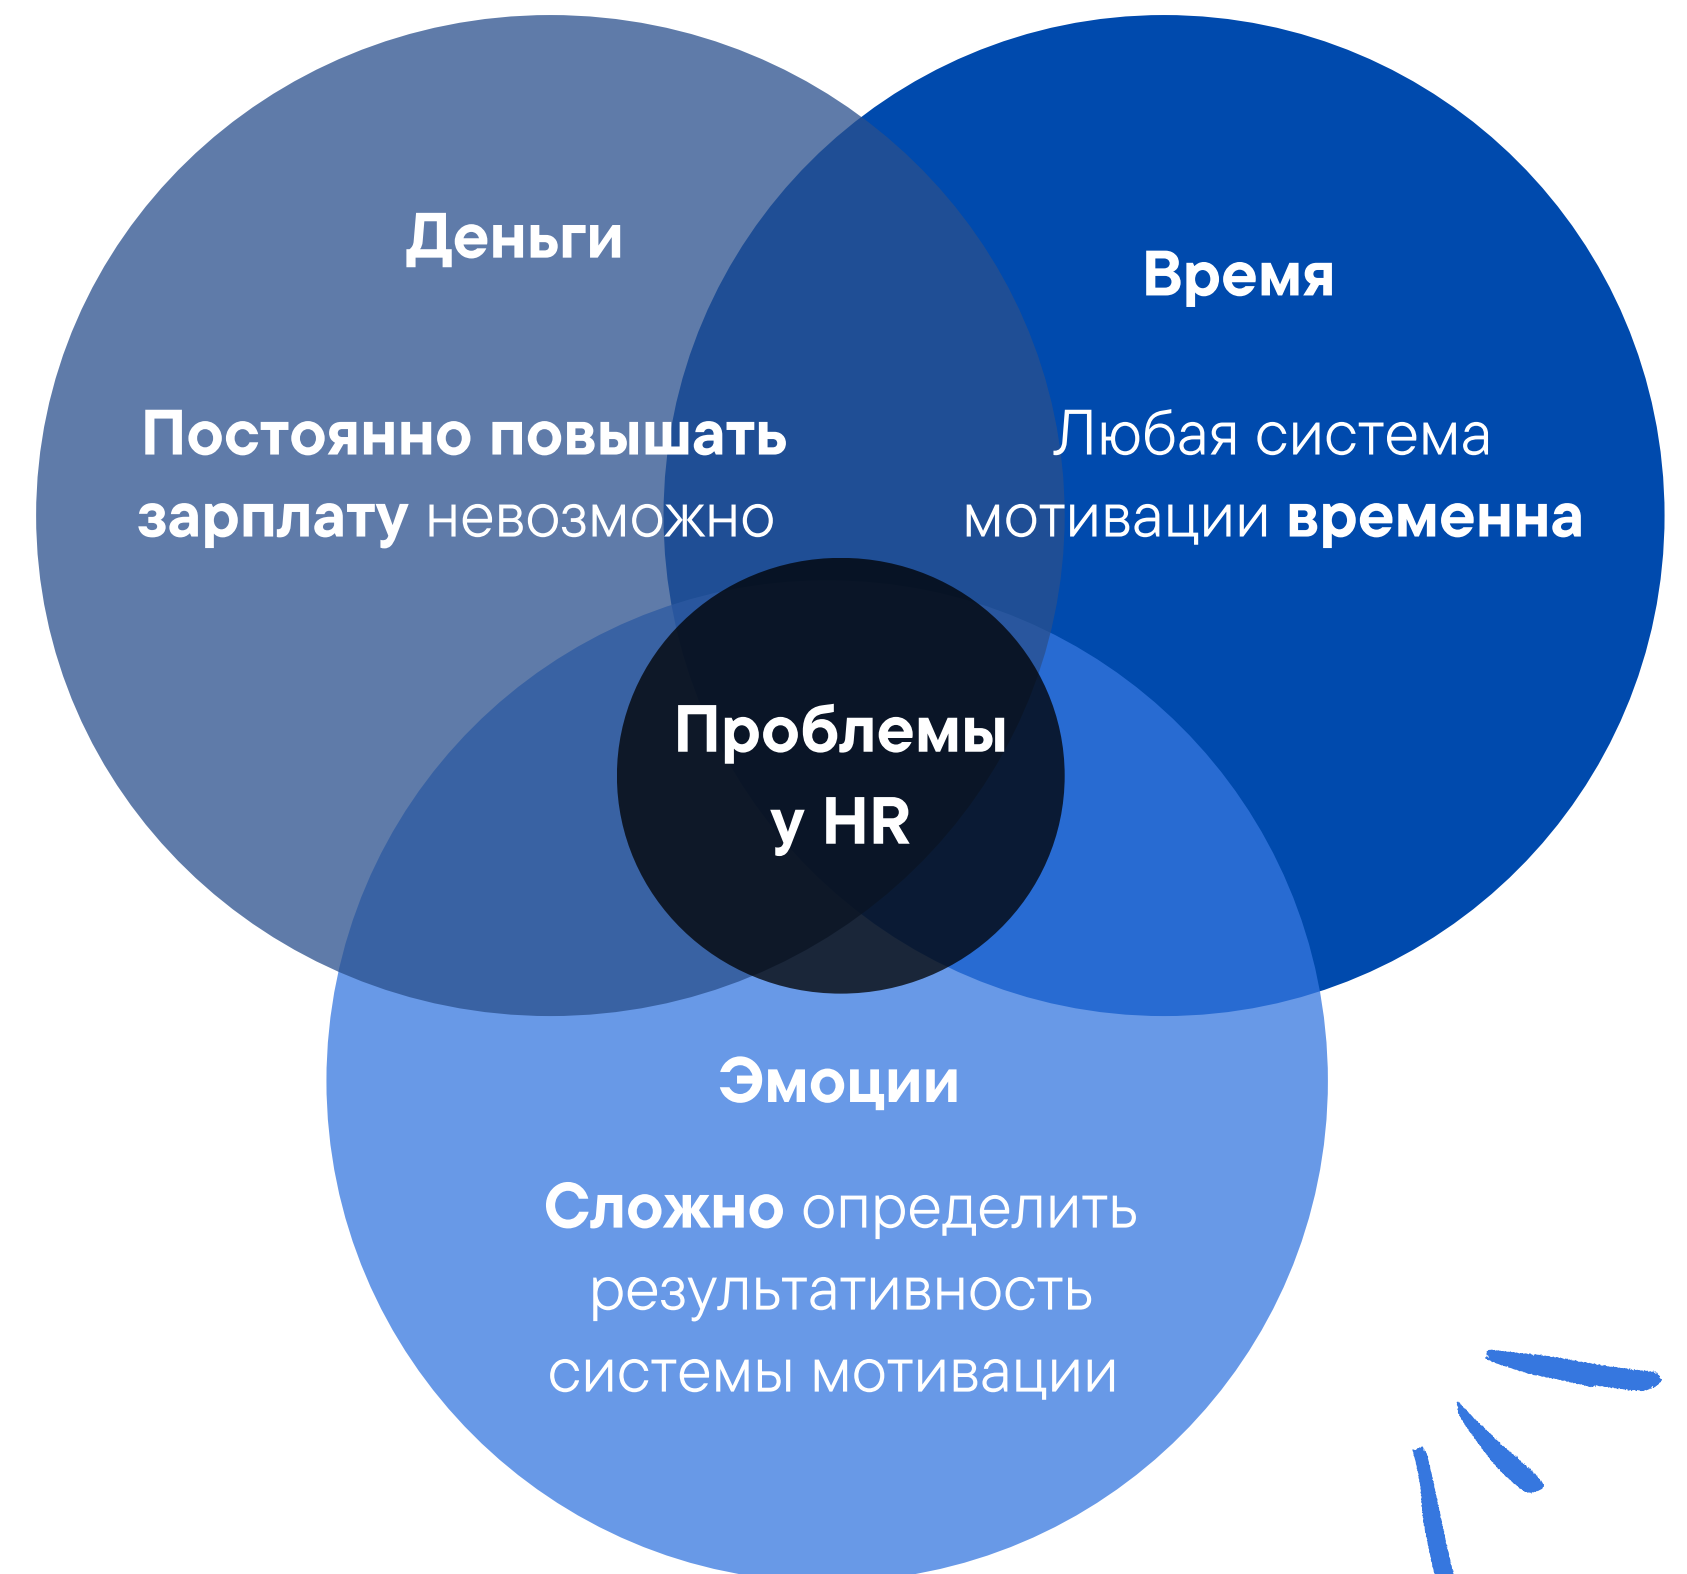 Деньги
Постоянно повышать
зарплату невозможно
Время
Любая система
мотивации временна
Проблемы
у HR
Эмоции
Сложно определить
результативность
системы мотивации